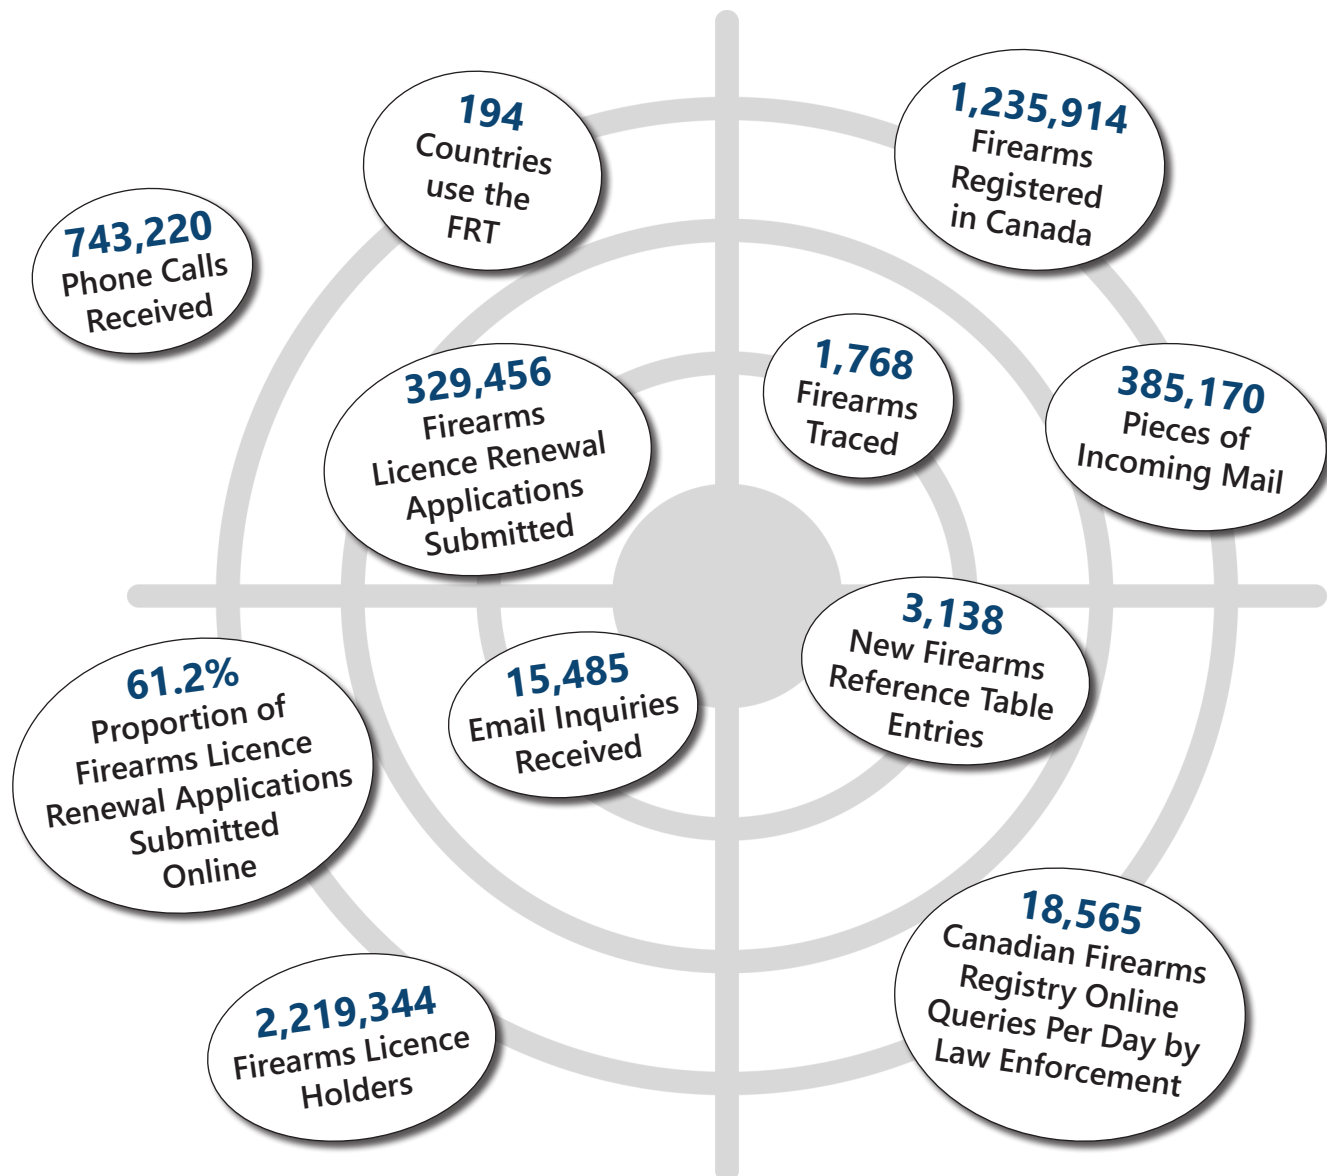 194
Countries
use the
FRT
1,235,914
Firearms
Registered
in Canada
743,220
Phone Calls
Received
329,456
Firearms
Licence Renewal
Applications
Submitted
1,768
Firearms
Traced
385,170
Pieces of
Incoming Mail
61.2%
Proportion of
Firearms Licence
Renewal Applications
Submitted
Online
15,485
Email Inquiries
Received
3,138
New Firearms
Reference Table
Entries
2,219,344
Firearms Licence
Holders
18,565
Canadian Firearms
Registry Online
Queries Per Day by
Law Enforcement